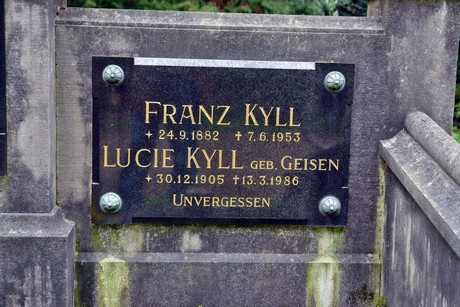 FRANZ KYLL
* 24.9.1882 ✝ 7.6.1953
LUCIE KYLL GEB. GEISEN
* 30.12.1905 ✝ 13.3.1986
UNVERGESSEN